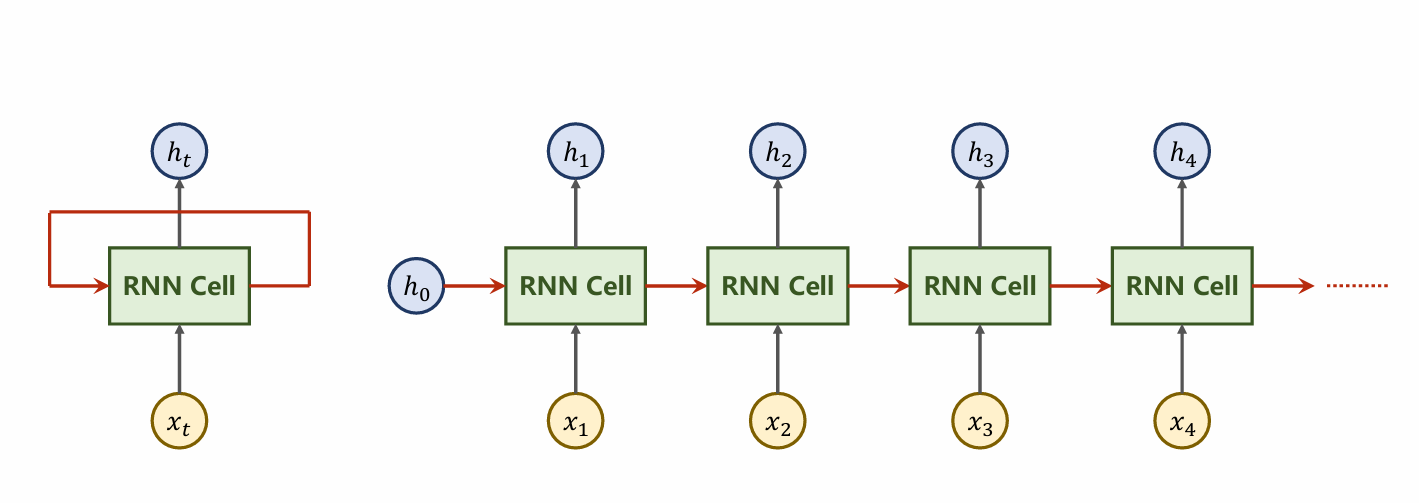 h_t
RNN Cell
x_t
h_1 h_2 h_3 h_4
h_0 RNN Cell RNN Cell RNN Cell RNN Cell
x_1 x_2 x_3 x_4